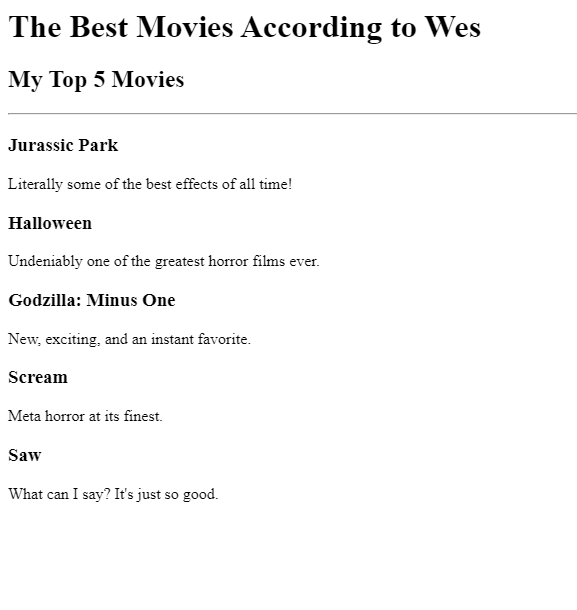 The Best Movies According to Wes
My Top 5 Movies
Jurassic Park
Literally some of the best effects of all time!
Halloween
Undeniably one of the greatest horror films ever.
Godzilla: Minus One
New, exciting, and an instant favorite.
Scream
Meta horror at its finest.
Saw
What can I say? It's just so good.